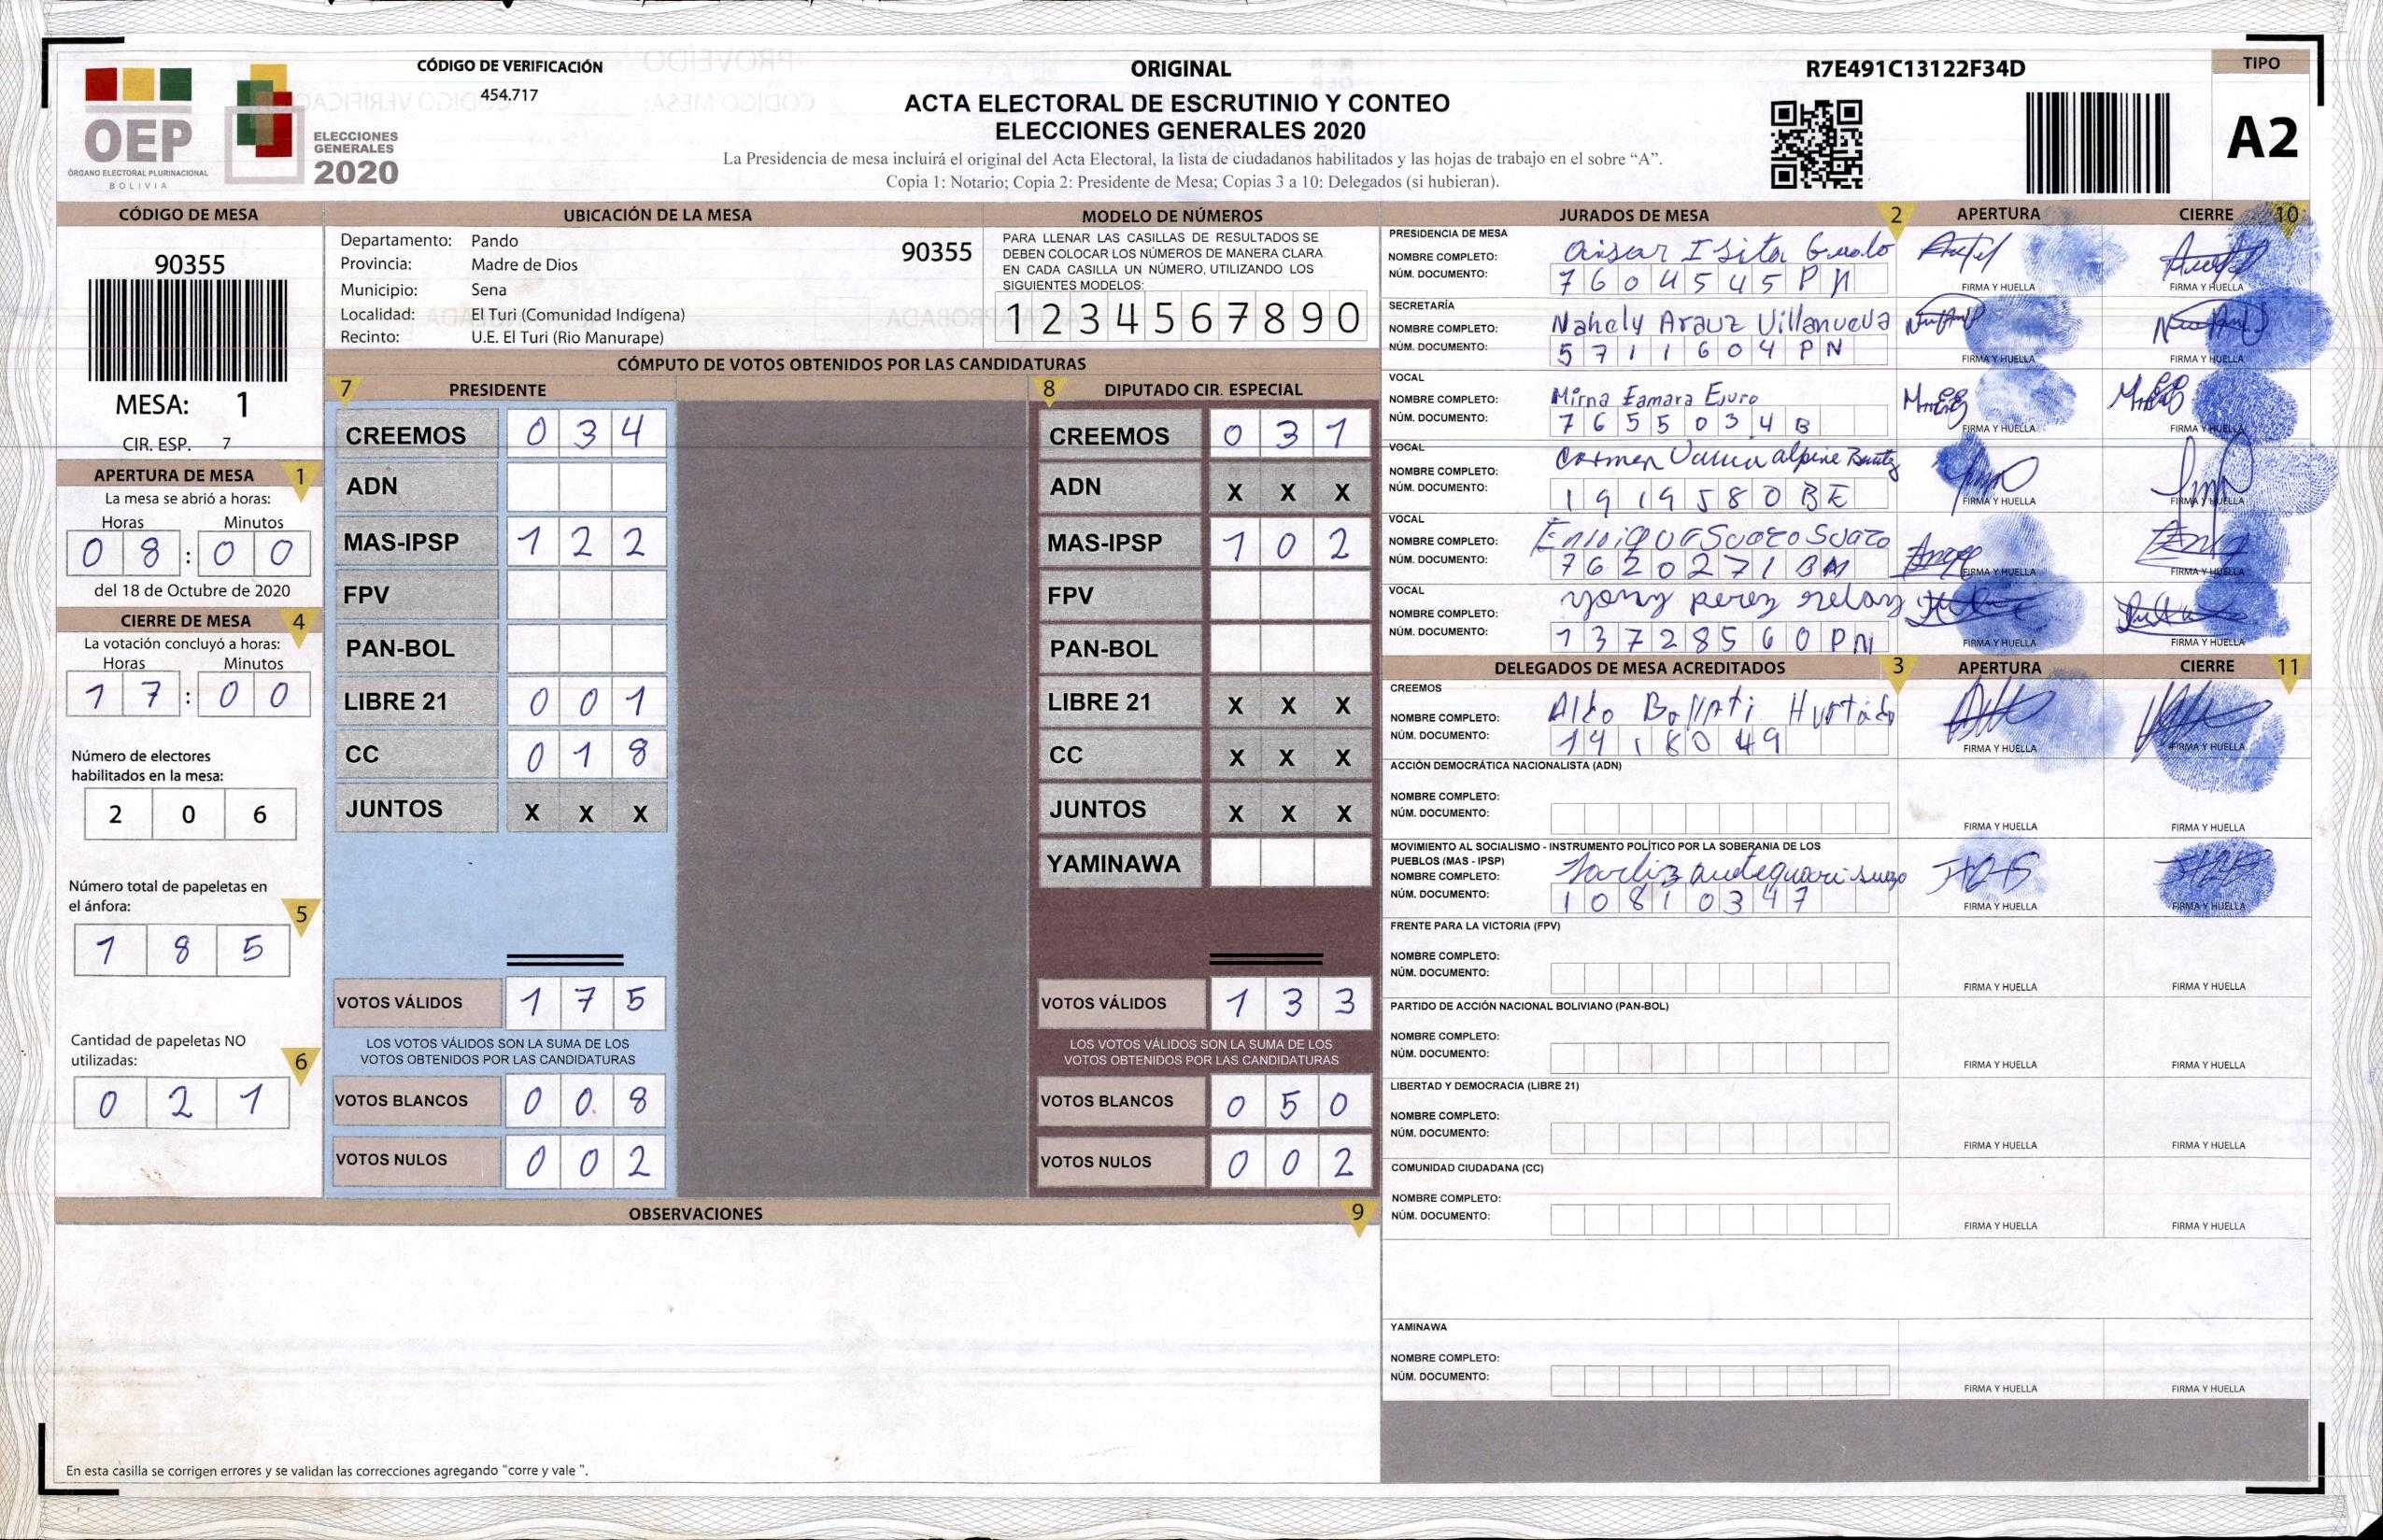 CÓDIGO DE VERIFICACIÓN
454.717
OEP
ÓRGANO ELECTORAL PLURINACIONAL
BOLIVIA
ELECCIONES
GENERALES
2020
ORIGINAL
ACTA ELECTORAL DE ESCRUTINIO Y CONTEO
ELECCIONES GENERALES 2020
La Presidencia de mesa incluirá el original del Acta Electoral, la lista de ciudadanos habilitados y las hojas de trabajo en el sobre “A”.
Copia 1: Notario; Copia 2: Presidente de Mesa; Copias 3 a 10: Delegados (si hubieran).
R7E491C13122F34D
TIPO
A2
CÓDIGO DE MESA
90355
MESA: 1
CIR. ESP. 7
APERTURA DE MESA 1
La mesa se abrió a horas:
Horas Minutos
0 8 : 0 0
del 18 de Octubre de 2020
CIERRE DE MESA 4
La votación concluyó a horas:
Horas Minutos
1 7 : 0 0
Número de electores
habilitados en la mesa:
2 0 6
Número total de papeletas en
el ánfora:
5
1 8 5
Cantidad de papeletas NO
utilizadas:
6
0 2 1
UBICACIÓN DE LA MESA
Departamento: Pando
90355
Provincia: Madre de Dios
Municipio: Sena
Localidad: El Turi (Comunidad Indígena)
Recinto: U.E. El Turi (Rio Manurape)
MODELO DE NÚMEROS
PARA LLENAR LAS CASILLAS DE RESULTADOS SE
DEBEN COLOCAR LOS NÚMEROS DE MANERA CLARA
EN CADA CASILLA UN NÚMERO, UTILIZANDO LOS
SIGUIENTES MODELOS:
1 2 3 4 5 6 7 8 9 0
CÓMPUTO DE VOTOS OBTENIDOS POR LAS CANDIDATURAS
7 PRESIDENTE
CREEMOS 0 3 4
ADN
MAS-IPSP 1 2 2
FPV
PAN-BOL
LIBRE 21 0 0 1
CC 0 1 8
JUNTOS X X X
VOTOS VÁLIDOS 1 7 5
LOS VOTOS VÁLIDOS SON LA SUMA DE LOS
VOTOS OBTENIDOS POR LAS CANDIDATURAS
VOTOS BLANCOS 0 0 8
VOTOS NULOS 0 0 2
8 DIPUTADO CIR. ESPECIAL
CREEMOS 0 3 1
ADN X X X
MAS-IPSP 1 0 2
FPV
PAN-BOL
LIBRE 21 X X X
CC X X X
JUNTOS X X X
YAMINAWA
VOTOS VÁLIDOS 1 3 3
LOS VOTOS VÁLIDOS SON LA SUMA DE LOS
VOTOS OBTENIDOS POR LAS CANDIDATURAS
VOTOS BLANCOS 0 5 0
VOTOS NULOS 0 0 2
OBSERVACIONES 9
En esta casilla se corrigen errores y se validan las correcciones agregando “corre y vale ”.
JURADOS DE MESA 2 APERTURA CIERRE 10
PRESIDENCIA DE MESA
NOMBRE COMPLETO: Isita
NÚM. DOCUMENTO: 7604545PN
FIRMA Y HUELLA FIRMA Y HUELLA
SECRETARÍA
NOMBRE COMPLETO: Nahely Arauz Villanueva
NÚM. DOCUMENTO: 5711604PN
FIRMA Y HUELLA FIRMA Y HUELLA
VOCAL
NOMBRE COMPLETO: Mirna Eamara Ejuro
NÚM. DOCUMENTO: 7655034B
FIRMA Y HUELLA FIRMA Y HUELLA
VOCAL
NOMBRE COMPLETO: Carmen
NÚM. DOCUMENTO: 1919580BE
FIRMA Y HUELLA FIRMA Y HUELLA
VOCAL
NOMBRE COMPLETO:
NÚM. DOCUMENTO: 7620271
FIRMA Y HUELLA FIRMA Y HUELLA
VOCAL
NOMBRE COMPLETO: yony perez
NÚM. DOCUMENTO: 13728560PN
FIRMA Y HUELLA FIRMA Y HUELLA
DELEGADOS DE MESA ACREDITADOS 3 APERTURA CIERRE 11
CREEMOS
NOMBRE COMPLETO: Aldo Hurtado
NÚM. DOCUMENTO:
FIRMA Y HUELLA FIRMA Y HUELLA
ACCIÓN DEMOCRÁTICA NACIONALISTA (ADN)
NOMBRE COMPLETO:
NÚM. DOCUMENTO:
FIRMA Y HUELLA FIRMA Y HUELLA
MOVIMIENTO AL SOCIALISMO - INSTRUMENTO POLÍTICO POR LA SOBERANIA DE LOS
PUEBLOS (MAS - IPSP)
NOMBRE COMPLETO:
NÚM. DOCUMENTO: 10810347
FIRMA Y HUELLA FIRMA Y HUELLA
FRENTE PARA LA VICTORIA (FPV)
NOMBRE COMPLETO:
NÚM. DOCUMENTO:
FIRMA Y HUELLA FIRMA Y HUELLA
PARTIDO DE ACCIÓN NACIONAL BOLIVIANO (PAN-BOL)
NOMBRE COMPLETO:
NÚM. DOCUMENTO:
FIRMA Y HUELLA FIRMA Y HUELLA
LIBERTAD Y DEMOCRACIA (LIBRE 21)
NOMBRE COMPLETO:
NÚM. DOCUMENTO:
FIRMA Y HUELLA FIRMA Y HUELLA
COMUNIDAD CIUDADANA (CC)
NOMBRE COMPLETO:
NÚM. DOCUMENTO:
FIRMA Y HUELLA FIRMA Y HUELLA
YAMINAWA
NOMBRE COMPLETO:
NÚM. DOCUMENTO:
FIRMA Y HUELLA FIRMA Y HUELLA